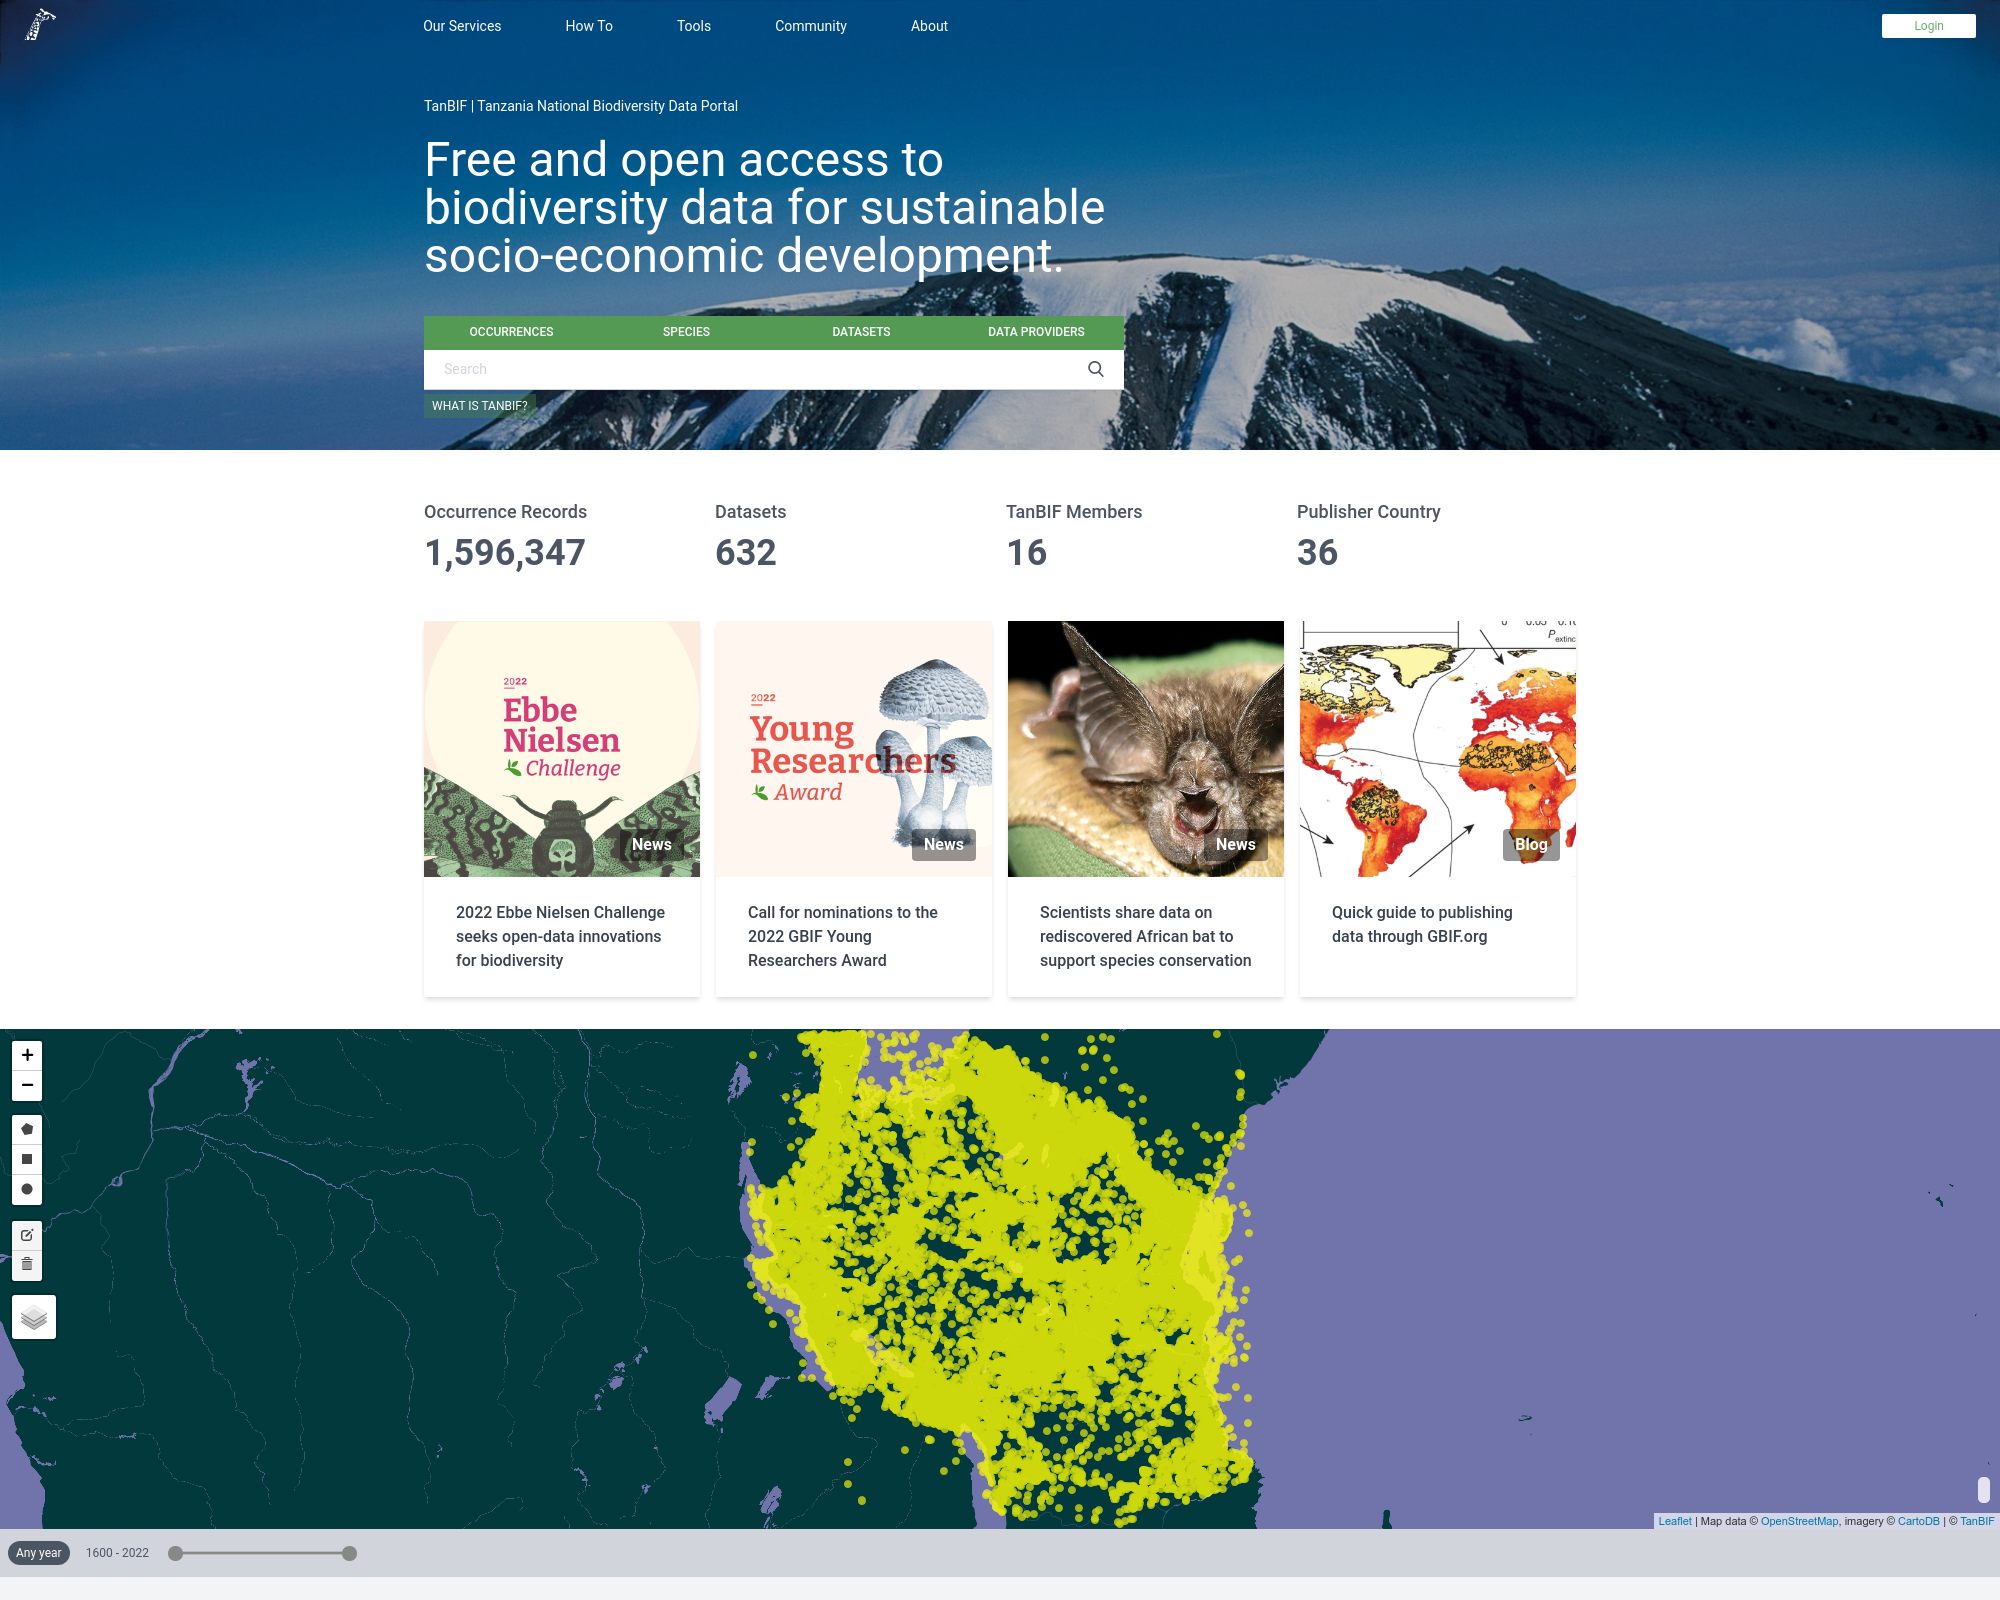 Our Services
How To
Tools
Community
About
Login
TanBIF | Tanzania National Biodiversity Data Portal
Free and open access to
biodiversity data for sustainable
socio-economic development.
OCCURRENCES
SPECIES
DATASETS
DATA PROVIDERS
Search
WHAT IS TANBIF?
Occurrence Records
1,596,347
Datasets
632
TanBIF Members
16
Publisher Country
36
2022
Ebbe
Nielsen
Challenge
News
2022 Ebbe Nielsen Challenge
seeks open-data innovations
for biodiversity
2022
Young
Researchers
Award
News
Call for nominations to the
2022 GBIF Young
Researchers Award
News
Scientists share data on
rediscovered African bat to
support species conservation
Blog
Quick guide to publishing
data through GBIF.org
+
−
Leaflet | Map data © OpenStreetMap, imagery © CartoDB | © TanBIF
Any year
1600 - 2022